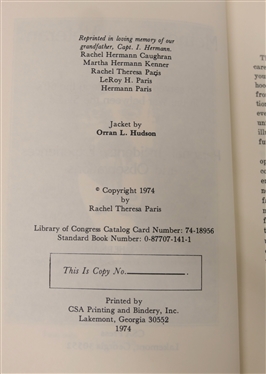 Reprinted in loving memory of our
grandfather, Capt. I. Hermann.
Rachel Hermann Caughran
Martha Hermann Kenner
Rachel Theresa Paris
LeRoy H. Paris
Hermann Paris
Jacket by
Orran L. Hudson
© Copyright 1974
by
Rachel Theresa Paris
Library of Congress Catalog Card Number: 74-18956
Standard Book Number: 0-87707-141-1
This Is Copy No.
Printed by
CSA Printing and Bindery, Inc.
Lakemont, Georgia 30552
1974